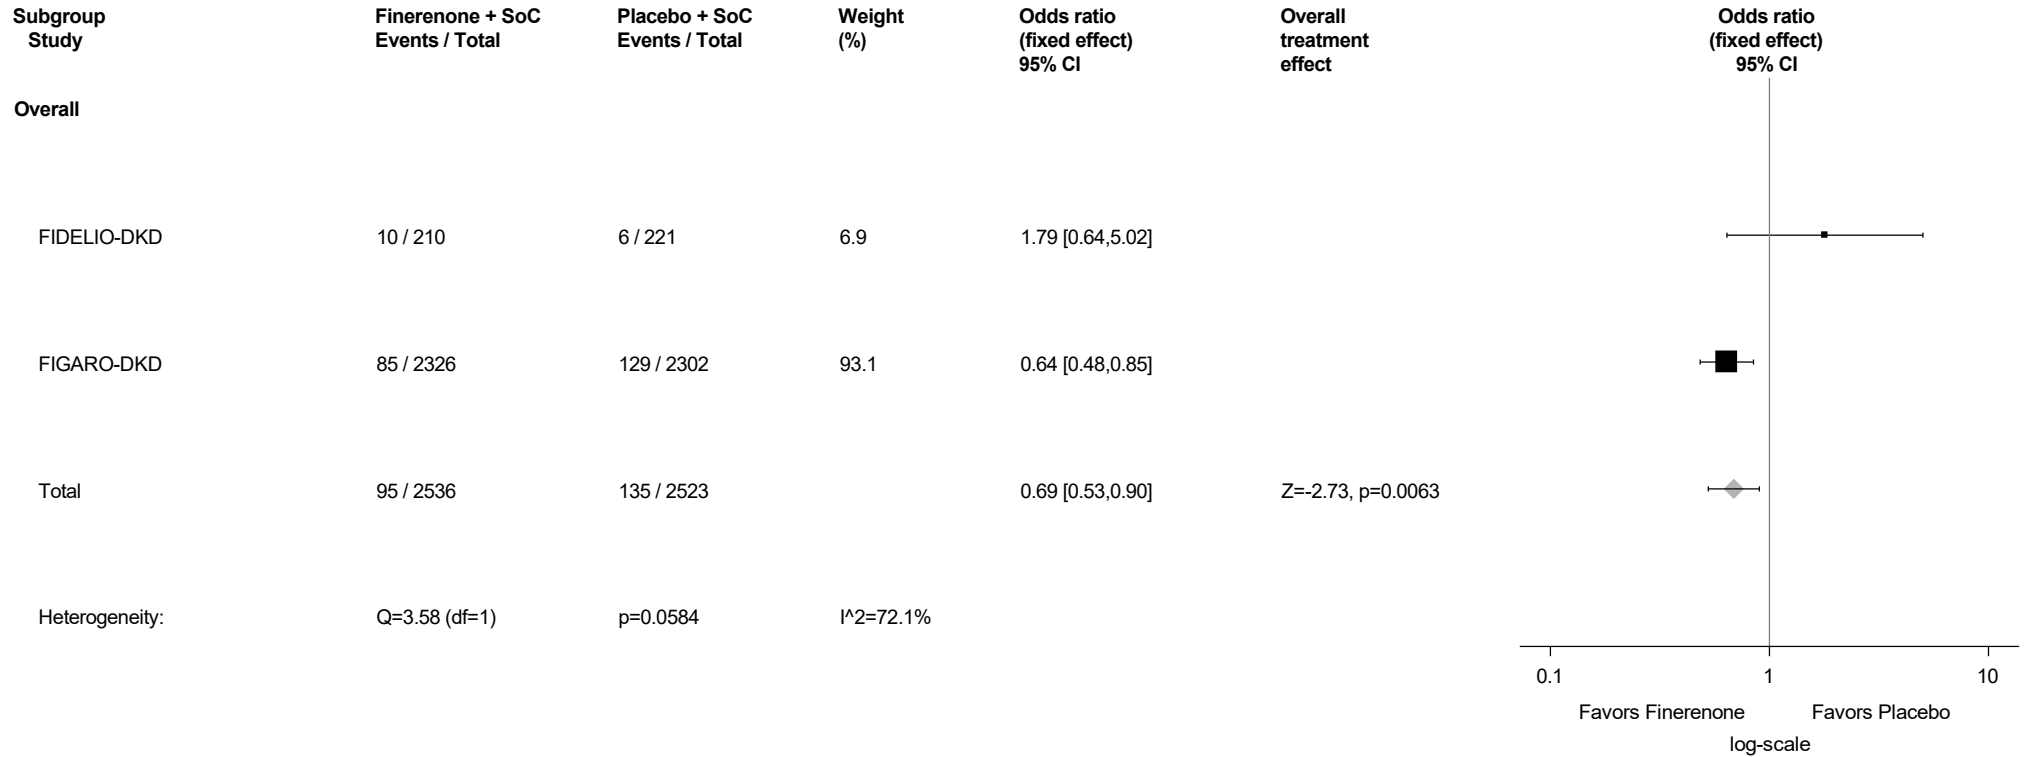 Subgroup Finerenone + SoC Placebo + SoC Weight Odds ratio Overall Odds ratio
Study Events / Total Events / Total (%) (fixed effect) treatment (fixed effect)
95% CI effect 95% CI
Overall
FIDELIO-DKD 10 / 210 6 / 221 6.9 1.79 [0.64,5.02]
FIGARO-DKD 85 / 2326 129 / 2302 93.1 0.64 [0.48,0.85]
Total 95 / 2536 135 / 2523 0.69 [0.53,0.90] Z=-2.73, p=0.0063
Heterogeneity: Q=3.58 (df=1) p=0.0584 I^2=72.1%
0.1 1 10
Favors Finerenone Favors Placebo
log-scale